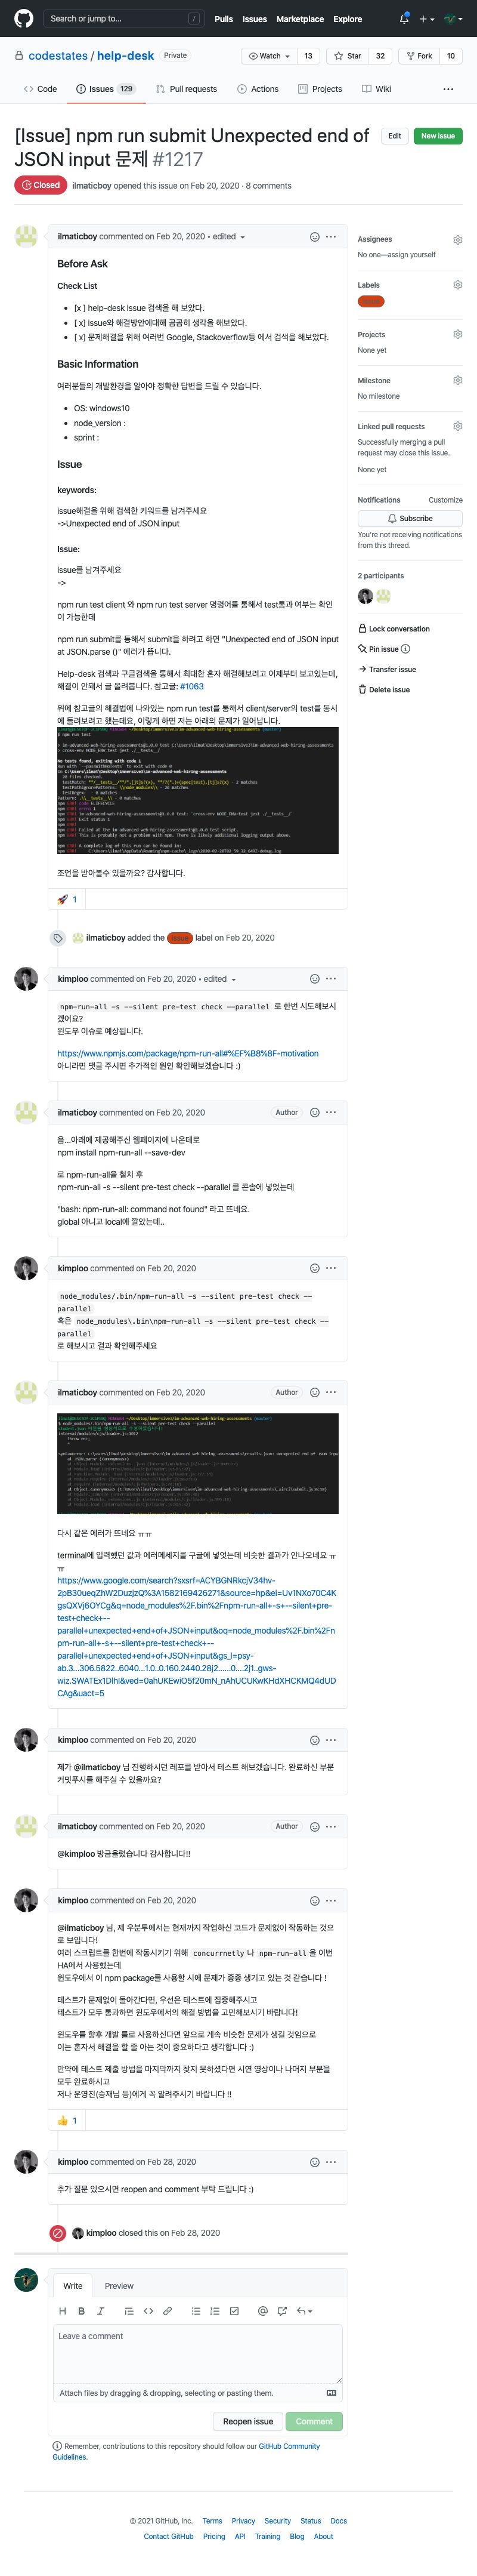 Search or jump to...
/
Pulls Issues Marketplace Explore
codestates / help-desk Private
Watch 13 Star 32 Fork 10
Code Issues 129 Pull requests Actions Projects Wiki
[Issue] npm run submit Unexpected end of
JSON input 문제 #1217
Edit New issue
Closed ilmaticboy opened this issue on Feb 20, 2020 · 8 comments
ilmaticboy commented on Feb 20, 2020 • edited
Before Ask
Check List
[x ] help-desk issue 검색을 해 보았다.
[ x] issue와 해결방안에대해 곰곰히 생각을 해보았다.
[ x] 문제해결을 위해 여러번 Google, Stackoverflow등 에서 검색을 해보았다.
Basic Information
여러분들의 개발환경을 알아야 정확한 답변을 드릴 수 있습니다.
OS: windows10
node_version :
sprint :
Issue
keywords:
issue해결을 위해 검색한 키워드를 남겨주세요
->Unexpected end of JSON input
Issue:
issue를 남겨주세요
->
npm run test client 와 npm run test server 명령어를 통해서 test통과 여부는 확인
이 가능한데
npm run submit를 통해서 submit을 하려고 하면 "Unexpected end of JSON input
at JSON.parse ()" 에러가 뜹니다.
Help-desk 검색과 구글검색을 통해서 최대한 혼자 해결해보려고 어제부터 보고있는데,
해결이 안돼서 글 올려봅니다. 참고글: #1063
위에 참고글의 해결법에 나와있는 npm run test를 통해서 client/server의 test를 동시
에 돌려보려고 했는데요, 이렇게 하면 저는 아래의 문제가 일어납니다.
$ npm run test
No tests found, exiting with code 1
조언을 받아볼수 있을까요? 감사합니다.
1
ilmaticboy added the label on Feb 20, 2020
kimploo commented on Feb 20, 2020 • edited
npm-run-all -s --silent pre-test check --parallel 로 한번 시도해보시
겠어요?
윈도우 이슈로 예상됩니다.
https://www.npmjs.com/package/npm-run-all#%EF%B8%8F-motivation
아니라면 댓글 주시면 추가적인 원인 확인해보겠습니다 :)
ilmaticboy commented on Feb 20, 2020 Author
음...아래에 제공해주신 웹페이지에 나온데로
npm install npm-run-all --save-dev
로 npm-run-all을 철치 후
npm-run-all -s --silent pre-test check --parallel 를 콘솔에 넣었는데
"bash: npm-run-all: command not found" 라고 뜨네요.
global 아니고 local에 깔았는데..
kimploo commented on Feb 20, 2020
node_modules/.bin/npm-run-all -s --silent pre-test check --
parallel
혹은 node_modules\.bin\npm-run-all -s --silent pre-test check --
parallel
로 해보시고 결과 확인해주세요
ilmaticboy commented on Feb 20, 2020 Author
다시 같은 에러가 뜨네요 ㅠㅠ
terminal에 입력했던 값과 에러메세지를 구글에 넣엇는데 비슷한 결과가 안나오네요 ㅠ
ㅠ
https://www.google.com/search?sxsrf=ACYBGNRkcjV34hv-
2pB30ueqZhW2DuzjzQ%3A1582169426271&source=hp&ei=Uv1NXo70C4K
gsQXVj6OYCg&q=node_modules%2F.bin%2Fnpm-run-all+-s+--silent+pre-
test+check+--
parallel+unexpected+end+of+JSON+input&oq=node_modules%2F.bin%2Fn
pm-run-all+-s+--silent+pre-test+check+--
parallel+unexpected+end+of+JSON+input&gs_l=psy-
ab.3...306.5822..6040...1.0..0.160.2440.28j2......0....2j1..gws-
wiz.SWATEx1DlhI&ved=0ahUKEwiO5f20mN_nAhUCUKwKHdXHCKMQ4dUD
CAg&uact=5
kimploo commented on Feb 20, 2020
제가 @ilmaticboy 님 진행하시던 레포를 받아서 테스트 해보겠습니다. 완료하신 부분
커밋푸시를 해주실 수 있을까요?
ilmaticboy commented on Feb 20, 2020 Author
@kimploo 방금올렸습니다 감사합니다!!
kimploo commented on Feb 20, 2020
@ilmaticboy 님, 제 우분투에서는 현재까지 작업하신 코드가 문제없이 작동하는 것으
로 보입니다!
여러 스크립트를 한번에 작동시키기 위해 concurrnetly 나 npm-run-all 을 이번
HA에서 사용했는데
윈도우에서 이 npm package를 사용할 시에 문제가 종종 생기고 있는 것 같습니다 !
테스트가 문제없이 돌아간다면, 우선은 테스트에 집중해주시고
테스트가 모두 통과하면 윈도우에서의 해결 방법을 고민해보시기 바랍니다!
윈도우를 향후 개발 툴로 사용하신다면 앞으로 계속 비슷한 문제가 생길 것임으로
이는 혼자서 해결을 할 줄 아는 것이 중요하다고 생각합니다 :)
만약에 테스트 제출 방법을 마지막까지 찾지 못하셨다면 시연 영상이나 나머지 부분을
모두 완료하시고
저나 운영진(승재님 등)에게 꼭 알려주시기 바랍니다 !!
1
kimploo commented on Feb 28, 2020
추가 질문 있으시면 reopen and comment 부탁 드립니다 :)
kimploo closed this on Feb 28, 2020
Write Preview
Leave a comment
Attach files by dragging & dropping, selecting or pasting them.
Reopen issue Comment
Remember, contributions to this repository should follow our GitHub Community
Guidelines.
Assignees
No one—assign yourself
Labels
Projects
None yet
Milestone
No milestone
Linked pull requests
Successfully merging a pull
request may close this issue.
None yet
Notifications Customize
Subscribe
You're not receiving notifications
from this thread.
2 participants
Lock conversation
Pin issue
Transfer issue
Delete issue
© 2021 GitHub, Inc. Terms Privacy Security Status Docs
Contact GitHub Pricing API Training Blog About